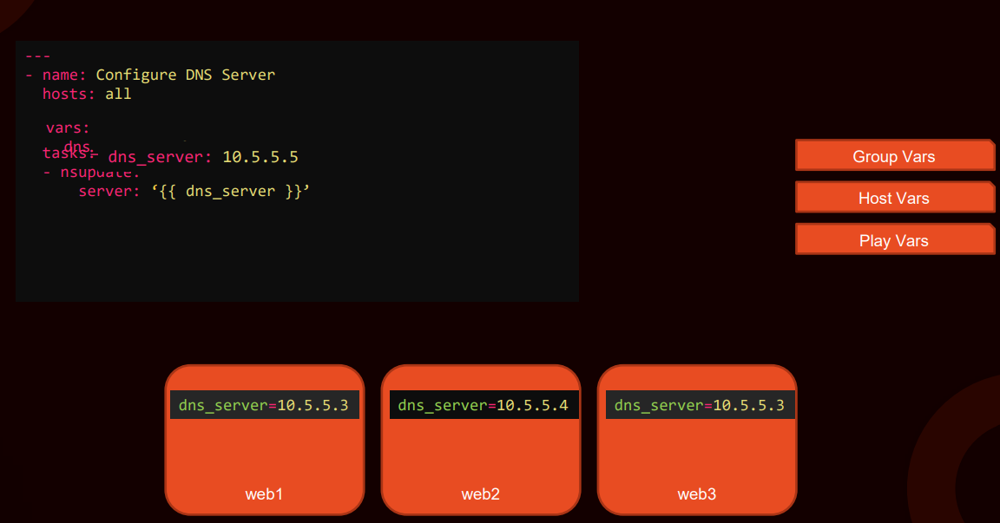 ---
- name: Configure DNS Server
hosts: all
vars:
dns_
tasks:
dns_server: 10.5.5.5
- nsupdate:
server: ‘{{ dns_server }}’
Group Vars
Host Vars
Play Vars
dns_server=10.5.5.3
dns_server=10.5.5.4
dns_server=10.5.5.3
web1
web2
web3